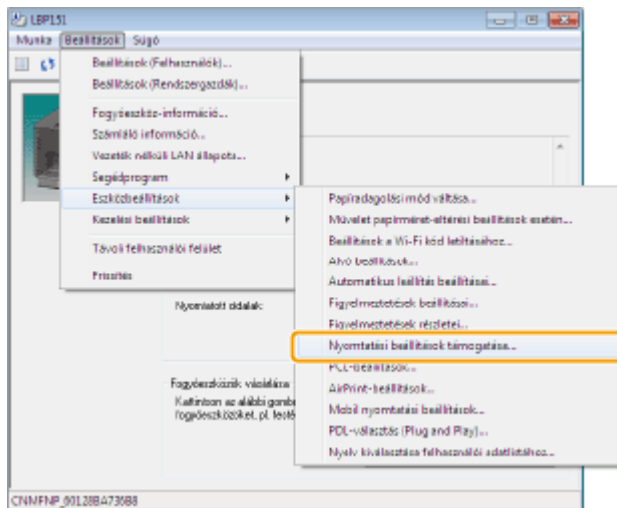 LBP151
Munka Beállítások Súgó
Beállítások (Felhasználók)...
Beállítások (Rendszergazdák)...
Fogyóeszköz-információ...
Számláló információ...
Vezeték nélküli LAN állapota...
Segédprogram
Eszközbeállítások
Kezelési beállítások
Távoli felhasználói felület
Frissítés
Papíradagolási mód váltása...
Művelet papírméret-eltérési beállítások esetén...
Beállítások a Wi-Fi kód letiltásához...
Alvó beállítások...
Automatikus leállítás beállításai...
Figyelmeztetések beállításai...
Figyelmeztetések részletei...
Nyomtatási beállítások támogatása...
PCL-beállítások...
AirPrint-beállítások...
Mobil nyomtatási beállítások...
PDL-választás (Plug and Play)...
Nyelv kiválasztása felhasználói adatlistához...
Nyomtatott oldalak:
Fogyóeszközök vásárlása
Kattintson az alábbi gomb
fogyóeszközöket, pl. festé
CNMFNP_00128BA736B8